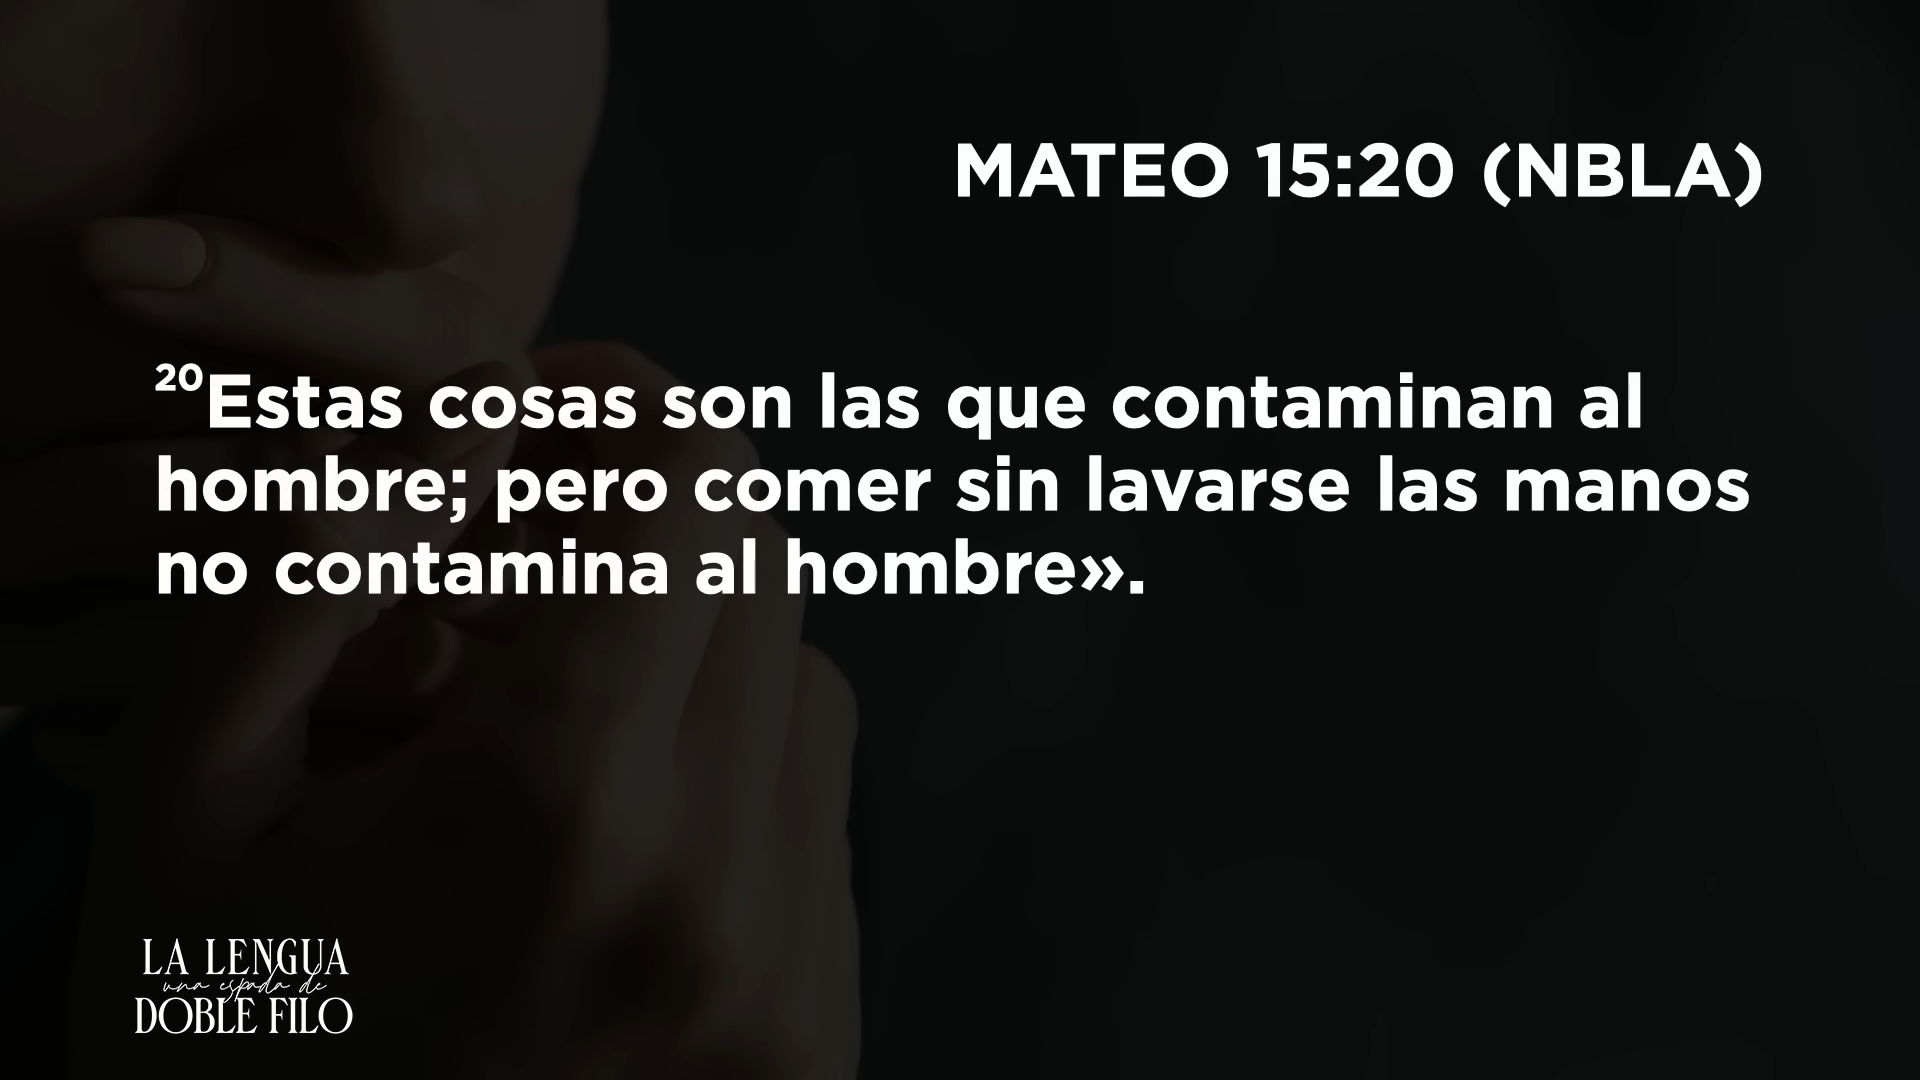 MATEO 15:20 (NBLA)
²⁰Estas cosas son las que contaminan al
hombre; pero comer sin lavarse las manos
no contamina al hombre».
LA LENGUA
una espada de
DOBLE FILO